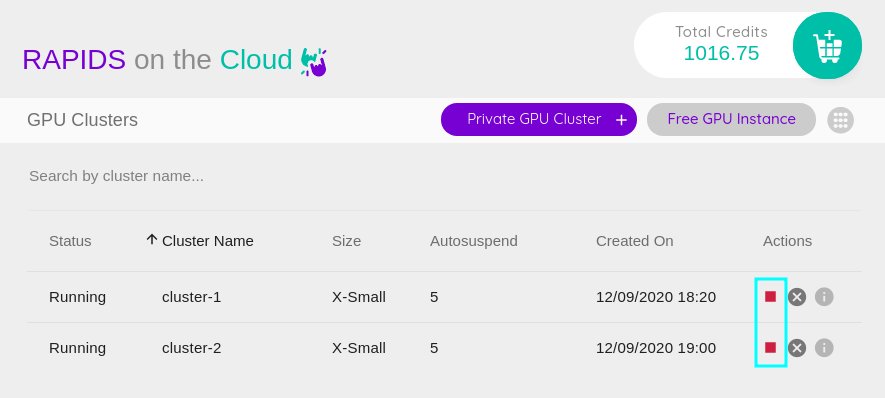 Total Credits
1016.75
RAPIDS on the Cloud
GPU Clusters
Private GPU Cluster +
Free GPU Instance
Search by cluster name...
Status Cluster Name Size Autosuspend Created On Actions
Running cluster-1 X-Small 5 12/09/2020 18:20
Running cluster-2 X-Small 5 12/09/2020 19:00